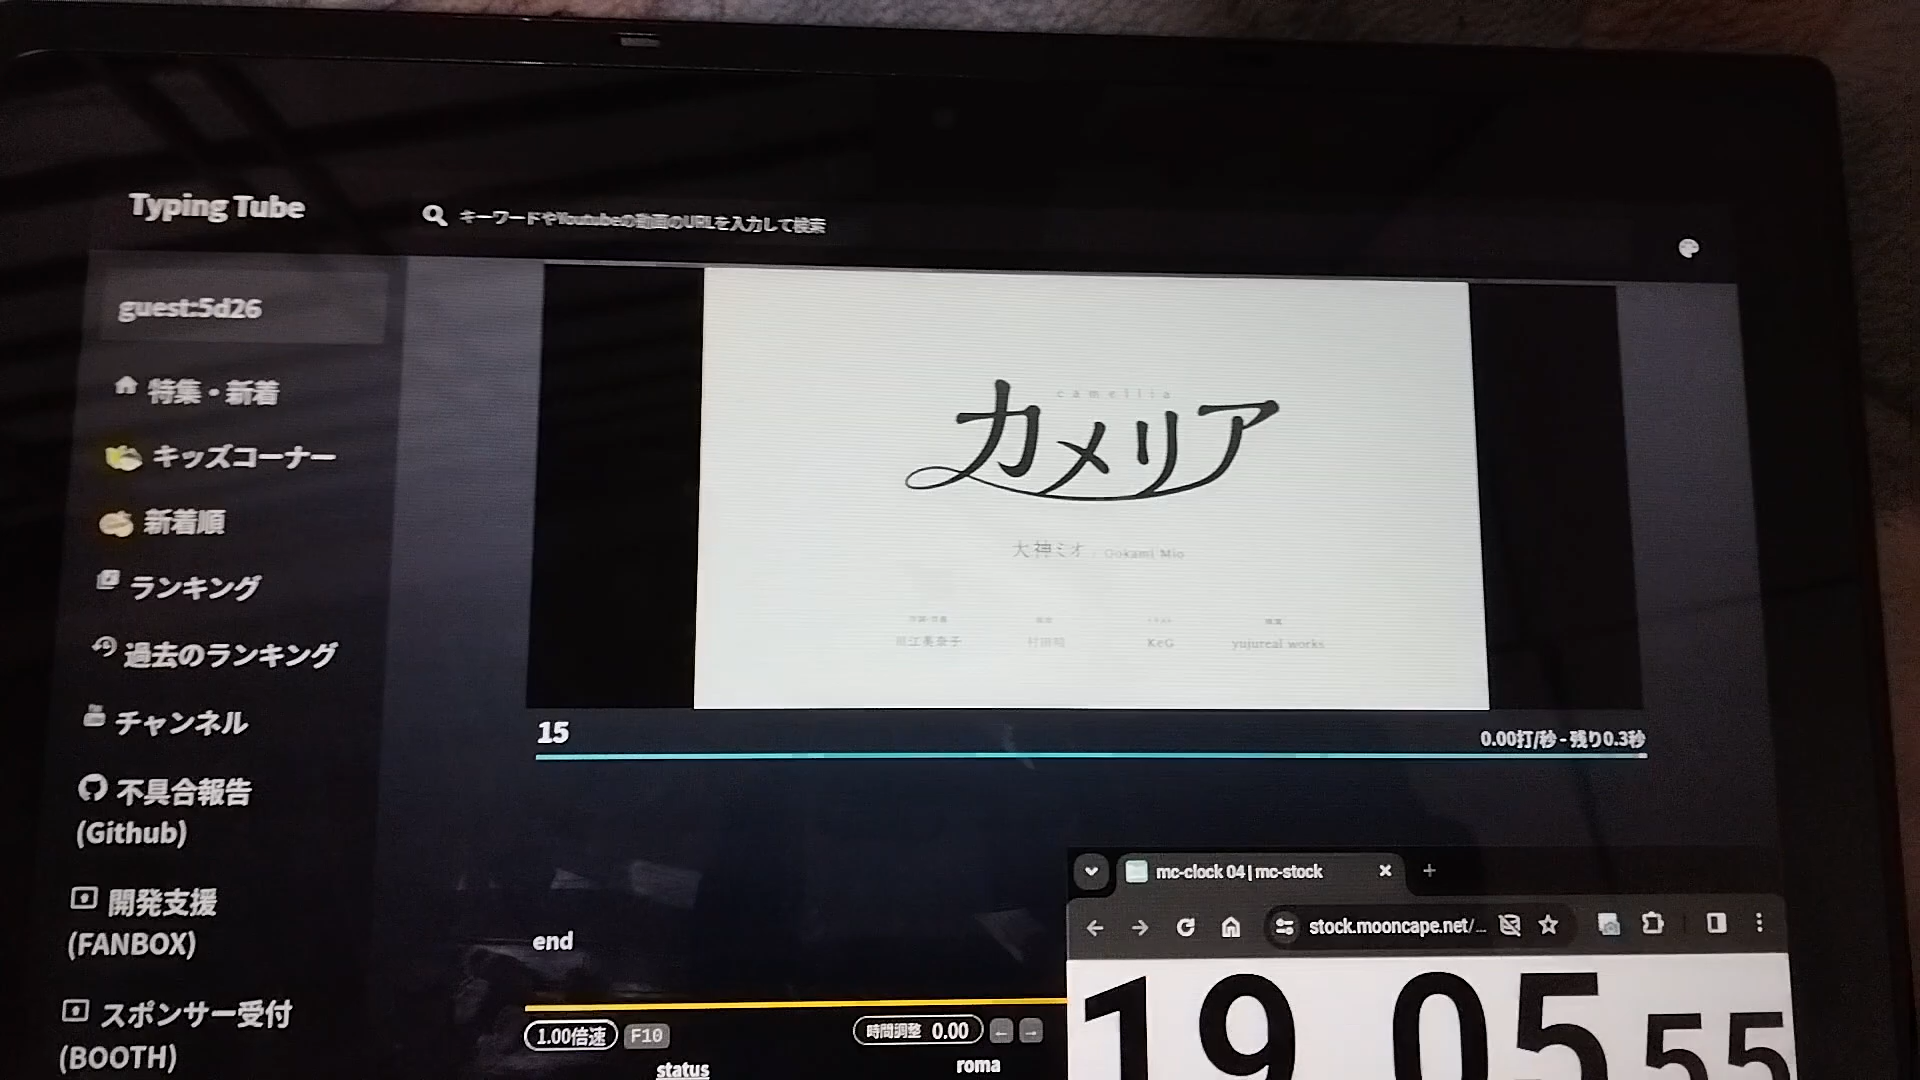 Typing Tube
キーワードやYoutubeの動画のURLを入力して検索
guest:5d26
特集・新着
キッズコーナー
新着順
ランキング
過去のランキング
チャンネル
不具合報告
(Github)
開発支援
(FANBOX)
スポンサー受付
(BOOTH)
camellia
カメリア
大神ミオ / Ookami Mio
KeG
yujureal works
15
0.00打/秒 - 残り0.3秒
end
1.00倍速 F10
時間調整 0.00 ← →
status
roma
mc-clock 04 | mc-stock
stock.mooncape.net/...
19 05 55